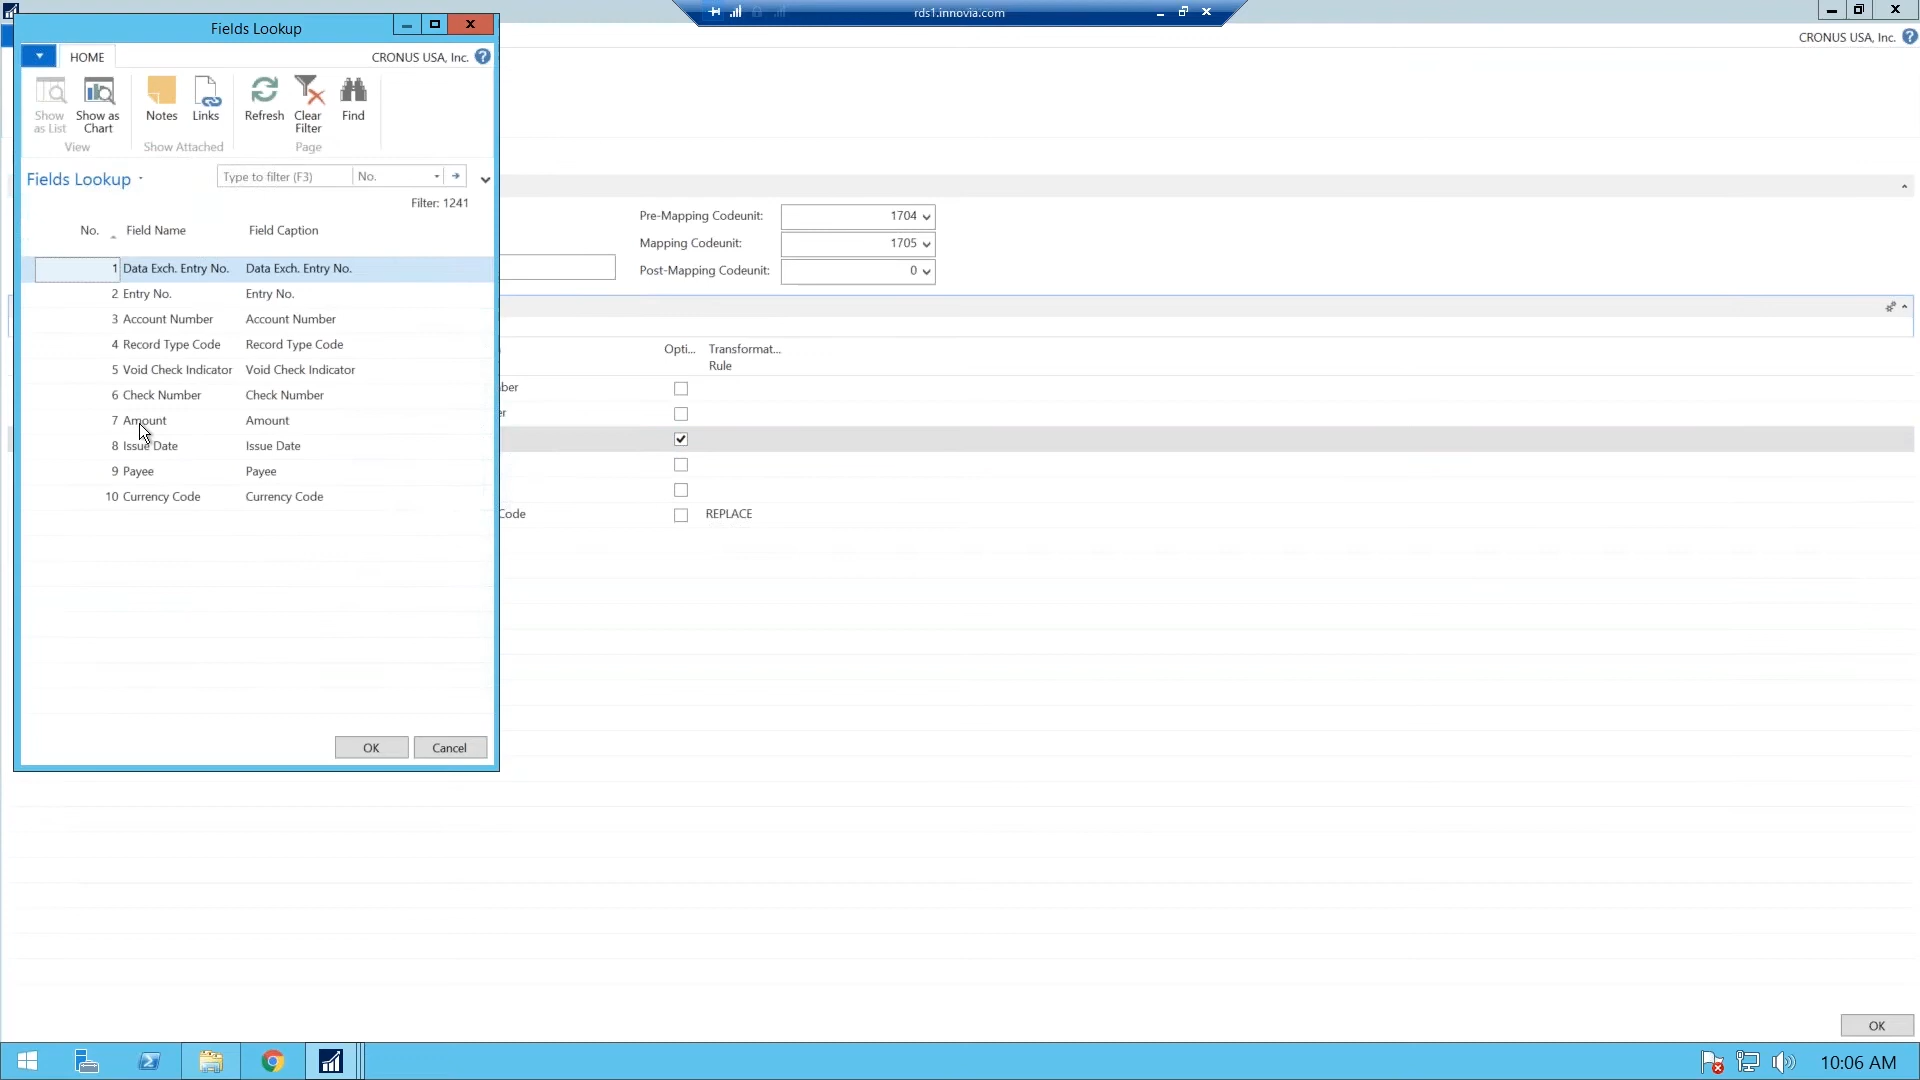 Fields Lookup
rds1.innovia.com
HOME
CRONUS USA, Inc.
CRONUS USA, Inc.
Show as List
Show as Chart
Notes
Links
Refresh
Clear Filter
Find
View
Show Attached
Page
Fields Lookup
Type to filter (F3)
No.
Filter: 1241
No. Field Name Field Caption
1 Data Exch. Entry No. Data Exch. Entry No.
2 Entry No. Entry No.
3 Account Number Account Number
4 Record Type Code Record Type Code
5 Void Check Indicator Void Check Indicator
6 Check Number Check Number
7 Amount Amount
8 Issue Date Issue Date
9 Payee Payee
10 Currency Code Currency Code
OK Cancel
Pre-Mapping Codeunit: 1704
Mapping Codeunit: 1705
Post-Mapping Codeunit: 0
Opti... Transformat... Rule
Code REPLACE
OK
10:06 AM